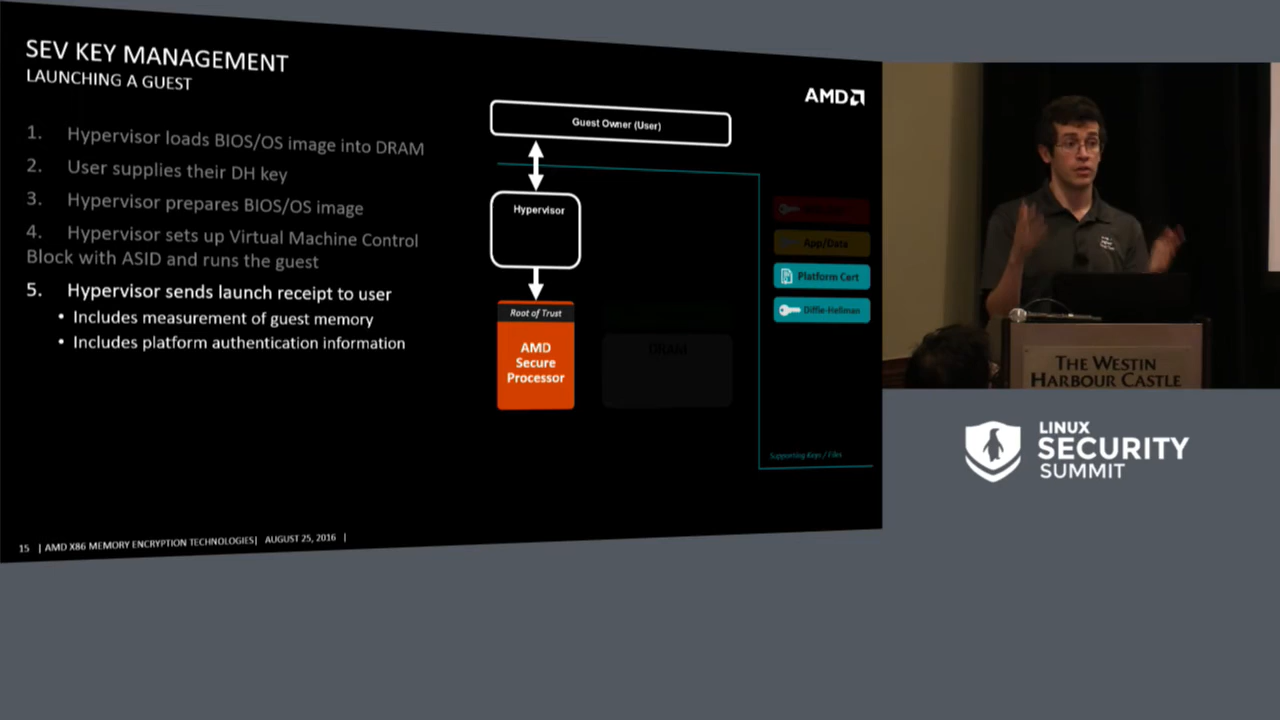 SEV KEY MANAGEMENT
LAUNCHING A GUEST
1. Hypervisor loads BIOS/OS image into DRAM
2. User supplies their DH key
3. Hypervisor prepares BIOS/OS image
4. Hypervisor sets up Virtual Machine Control
Block with ASID and runs the guest
5. Hypervisor sends launch receipt to user
• Includes measurement of guest memory
• Includes platform authentication information
AMD
Guest Owner (User)
Hypervisor
Root of Trust
AMD
Secure
Processor
DRAM
App/Data
Platform Cert
Diffie-Hellman
Supporting Keys / Files
15 | AMD X86 MEMORY ENCRYPTION TECHNOLOGIES| AUGUST 25, 2016 |
THE WESTIN
HARBOUR CASTLE
LINUX
SECURITY
SUMMIT